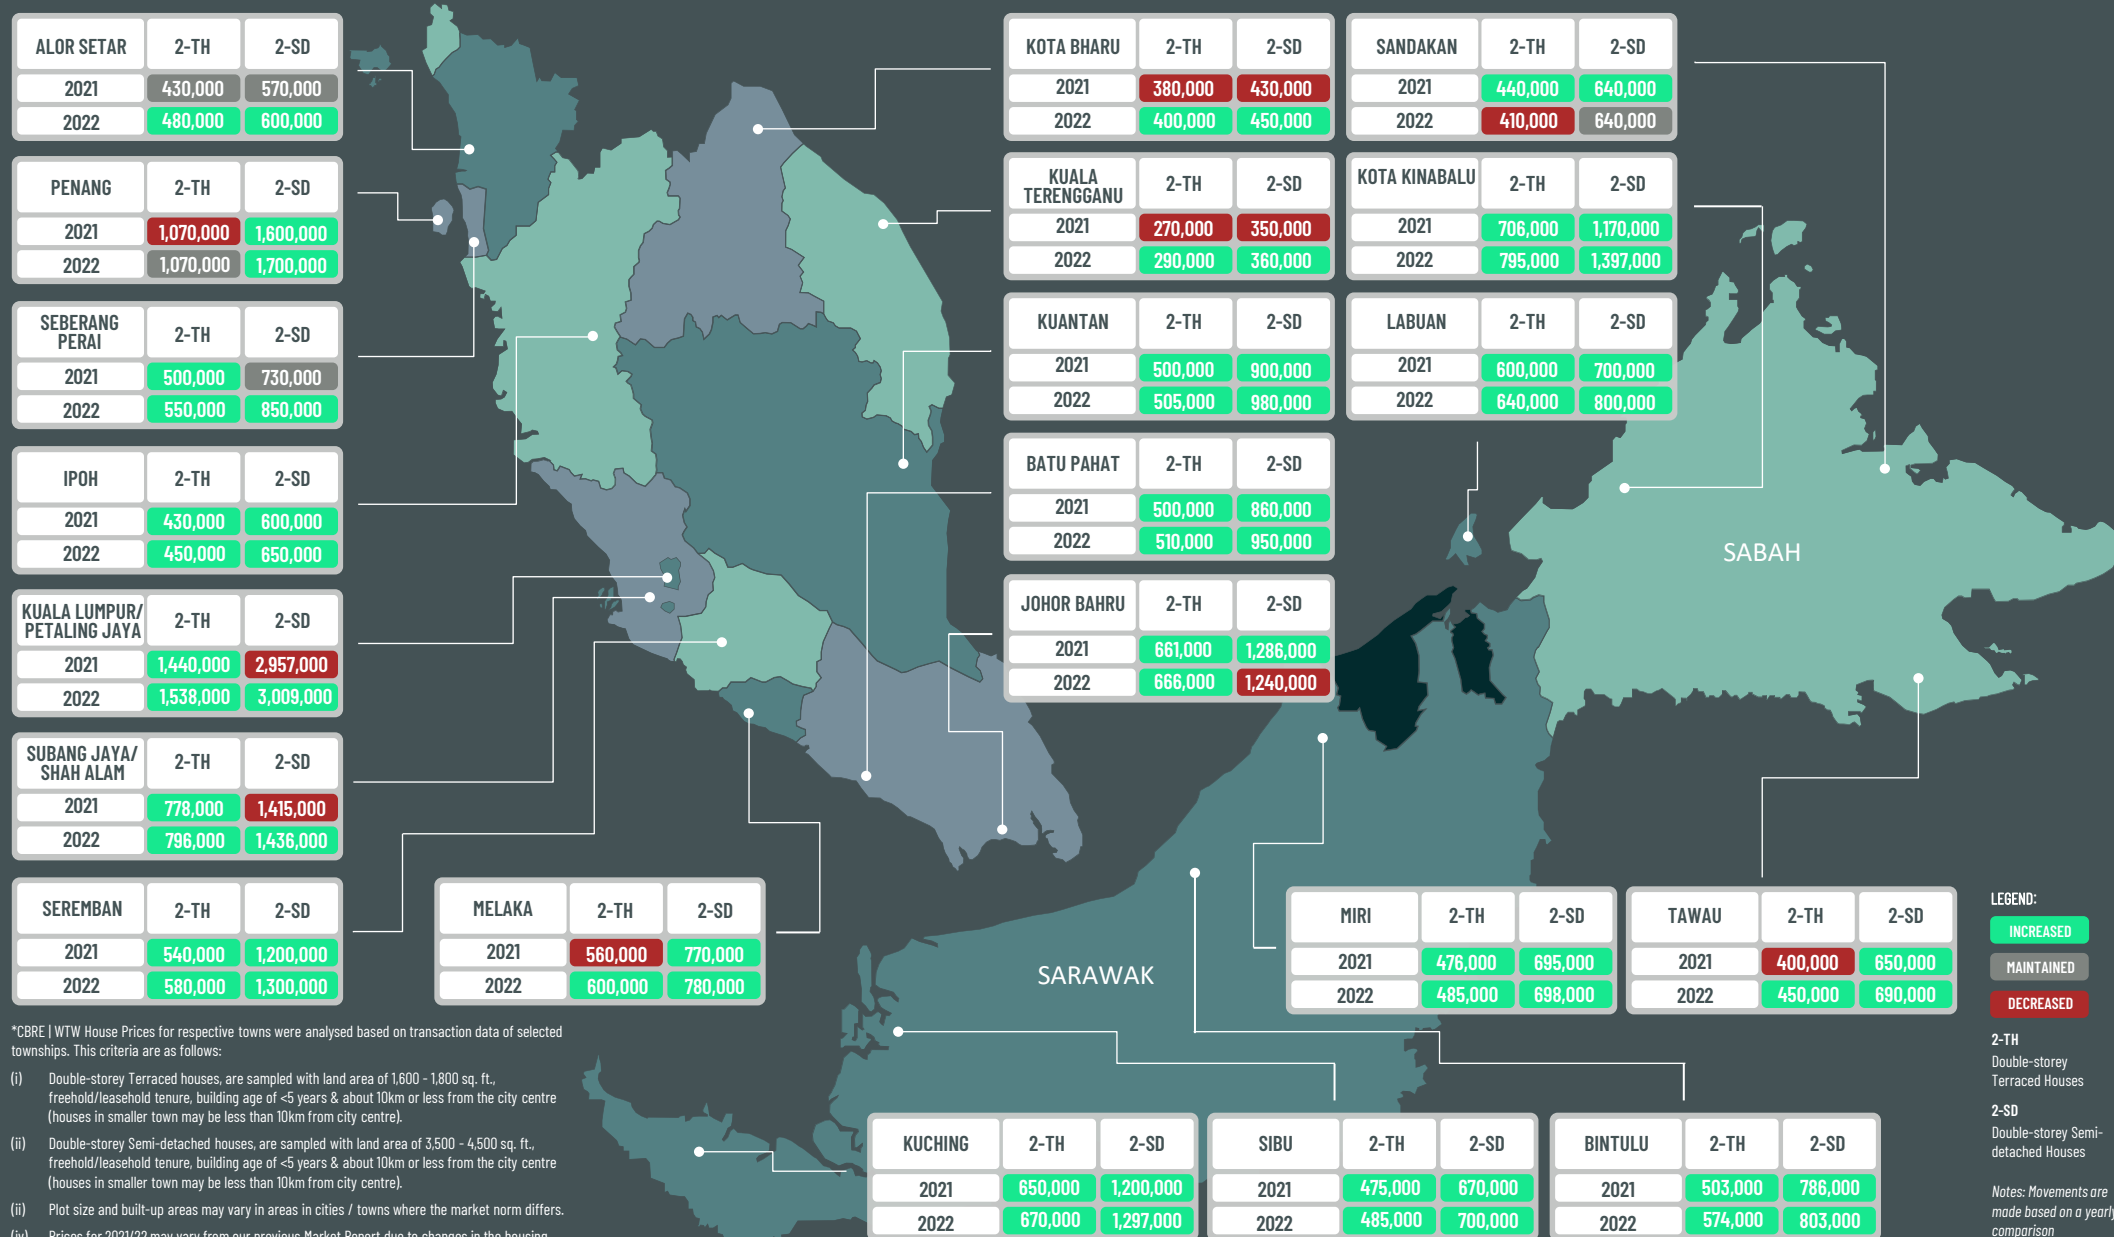 ALOR SETAR 2-TH 2-SD
2021 430,000 570,000
2022 480,000 600,000
PENANG 2-TH 2-SD
2021 1,070,000 1,600,000
2022 1,070,000 1,700,000
SEBERANG
PERAI 2-TH 2-SD
2021 500,000 730,000
2022 550,000 850,000
IPOH 2-TH 2-SD
2021 430,000 600,000
2022 450,000 650,000
KUALA LUMPUR/
PETALING JAYA 2-TH 2-SD
2021 1,440,000 2,957,000
2022 1,538,000 3,009,000
SUBANG JAYA/
SHAH ALAM 2-TH 2-SD
2021 778,000 1,415,000
2022 796,000 1,436,000
SEREMBAN 2-TH 2-SD
2021 540,000 1,200,000
2022 580,000 1,300,000
MELAKA 2-TH 2-SD
2021 560,000 770,000
2022 600,000 780,000
KOTA BHARU 2-TH 2-SD
2021 380,000 430,000
2022 400,000 450,000
KUALA
TERENGGANU 2-TH 2-SD
2021 270,000 350,000
2022 290,000 360,000
KUANTAN 2-TH 2-SD
2021 500,000 900,000
2022 505,000 980,000
BATU PAHAT 2-TH 2-SD
2021 500,000 860,000
2022 510,000 950,000
JOHOR BAHRU 2-TH 2-SD
2021 661,000 1,286,000
2022 666,000 1,240,000
SANDAKAN 2-TH 2-SD
2021 440,000 640,000
2022 410,000 640,000
KOTA KINABALU 2-TH 2-SD
2021 706,000 1,170,000
2022 795,000 1,397,000
LABUAN 2-TH 2-SD
2021 600,000 700,000
2022 640,000 800,000
SABAH
SARAWAK
MIRI 2-TH 2-SD
2021 476,000 695,000
2022 485,000 698,000
TAWAU 2-TH 2-SD
2021 400,000 650,000
2022 450,000 690,000
KUCHING 2-TH 2-SD
2021 650,000 1,200,000
2022 670,000 1,297,000
SIBU 2-TH 2-SD
2021 475,000 670,000
2022 485,000 700,000
BINTULU 2-TH 2-SD
2021 503,000 786,000
2022 574,000 803,000
LEGEND:
INCREASED
MAINTAINED
DECREASED
2-TH
Double-storey
Terraced Houses
2-SD
Double-storey Semi-
detached Houses
Notes: Movements are
made based on a yearly
comparison
*CBRE | WTW House Prices for respective towns were analysed based on transaction data of selected
townships. This criteria are as follows:
(i) Double-storey Terraced houses, are sampled with land area of 1,600 - 1,800 sq. ft.,
freehold/leasehold tenure, building age of <5 years & about 10km or less from the city centre
(houses in smaller town may be less than 10km from city centre).
(ii) Double-storey Semi-detached houses, are sampled with land area of 3,500 - 4,500 sq. ft.,
freehold/leasehold tenure, building age of <5 years & about 10km or less from the city centre
(houses in smaller town may be less than 10km from city centre).
(ii) Plot size and built-up areas may vary in areas in cities / towns where the market norm differs.
(iv) Prices for 2021/22 may vary from our previous Market Report due to changes in the housing